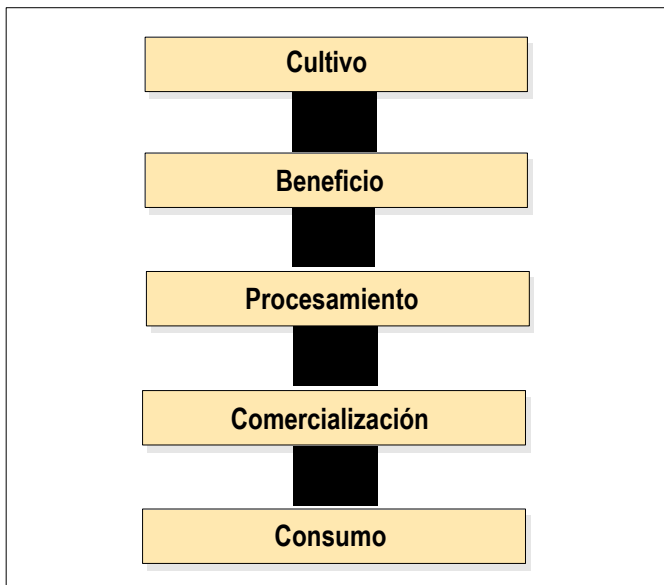 Cultivo
Beneficio
Procesamiento
Comercialización
Consumo